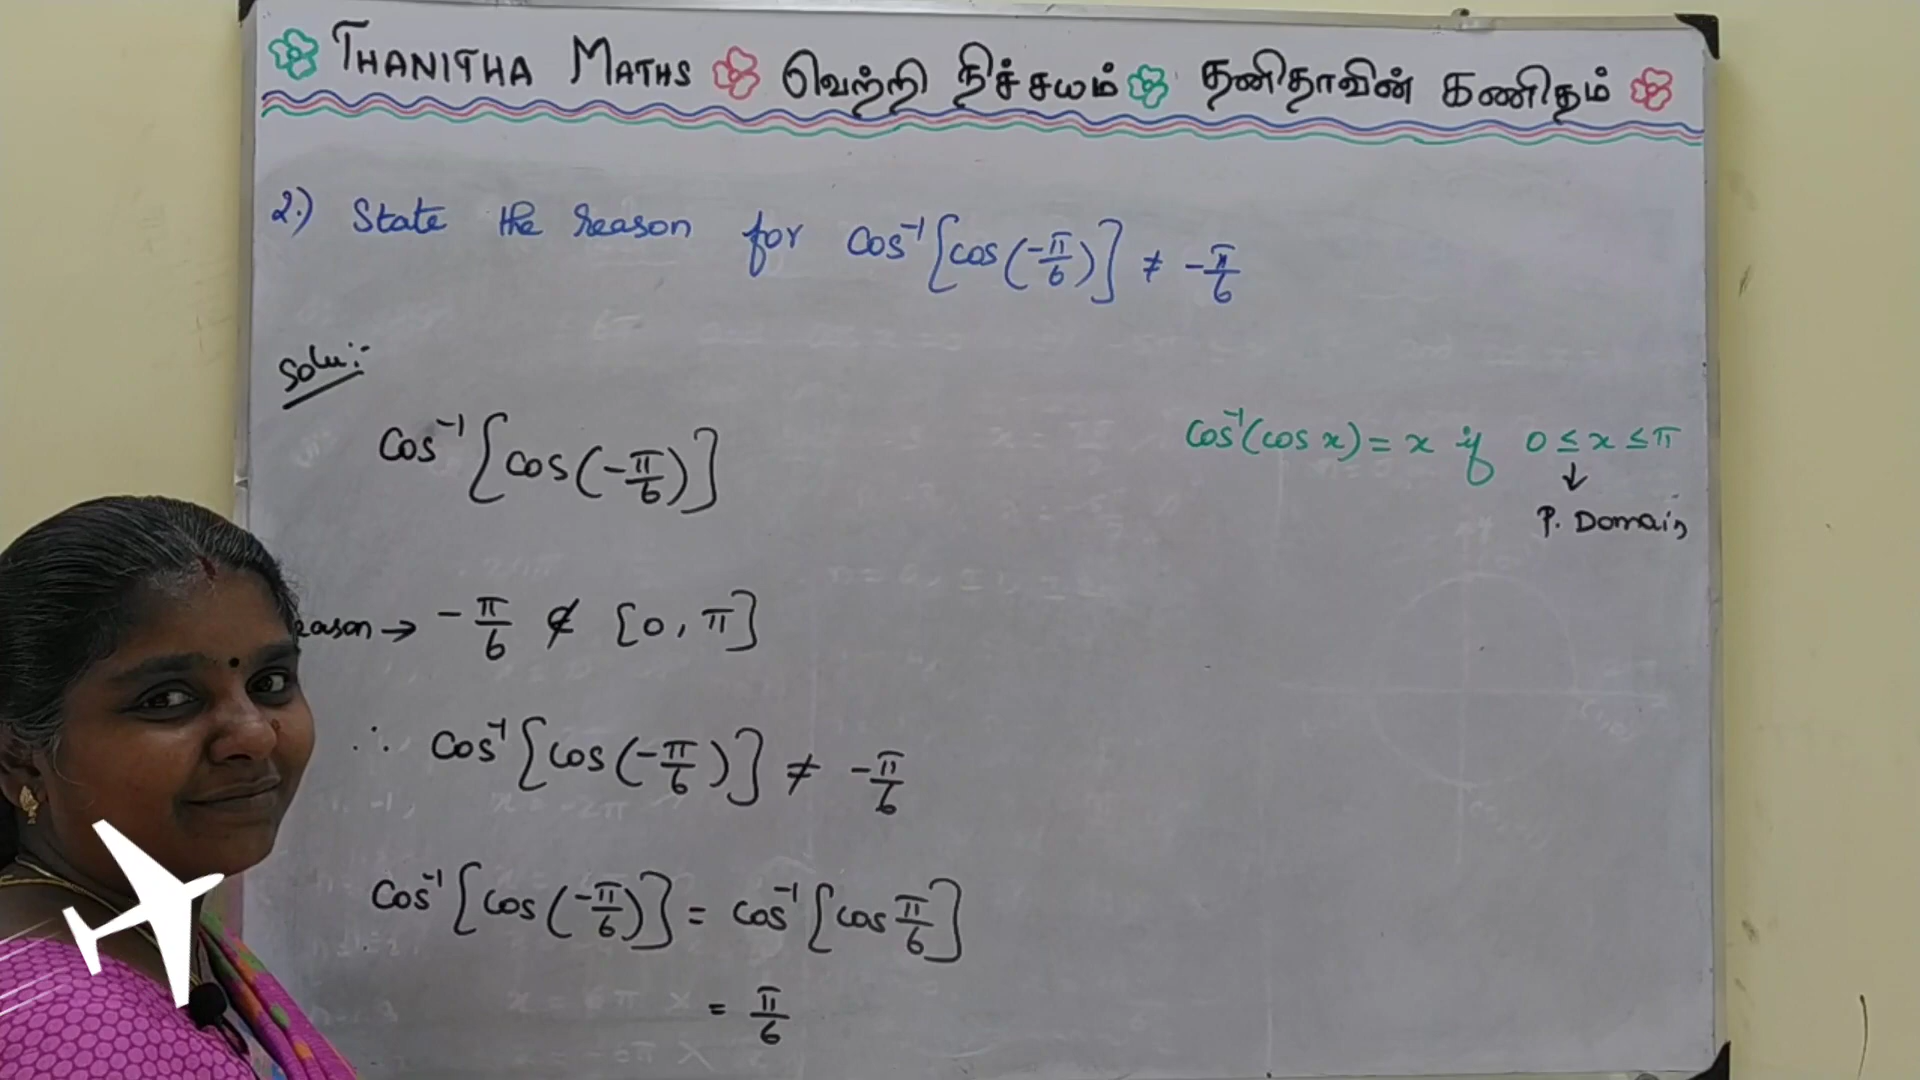 THANITHA MATHS வெற்றி நிச்சயம் தனிதாவின் கணிதம்
2.) State the reason for cos⁻¹[cos(-π/6)] ≠ -π/6
Solu:-
cos⁻¹[cos(-π/6)]
cos⁻¹(cos x) = x if 0 ≤ x ≤ π
↓
P. Domain
eason → -π/6 ∉ [0, π]
∴ cos⁻¹[cos(-π/6)] ≠ -π/6
cos⁻¹[cos(-π/6)] = cos⁻¹[cos π/6]
= π/6